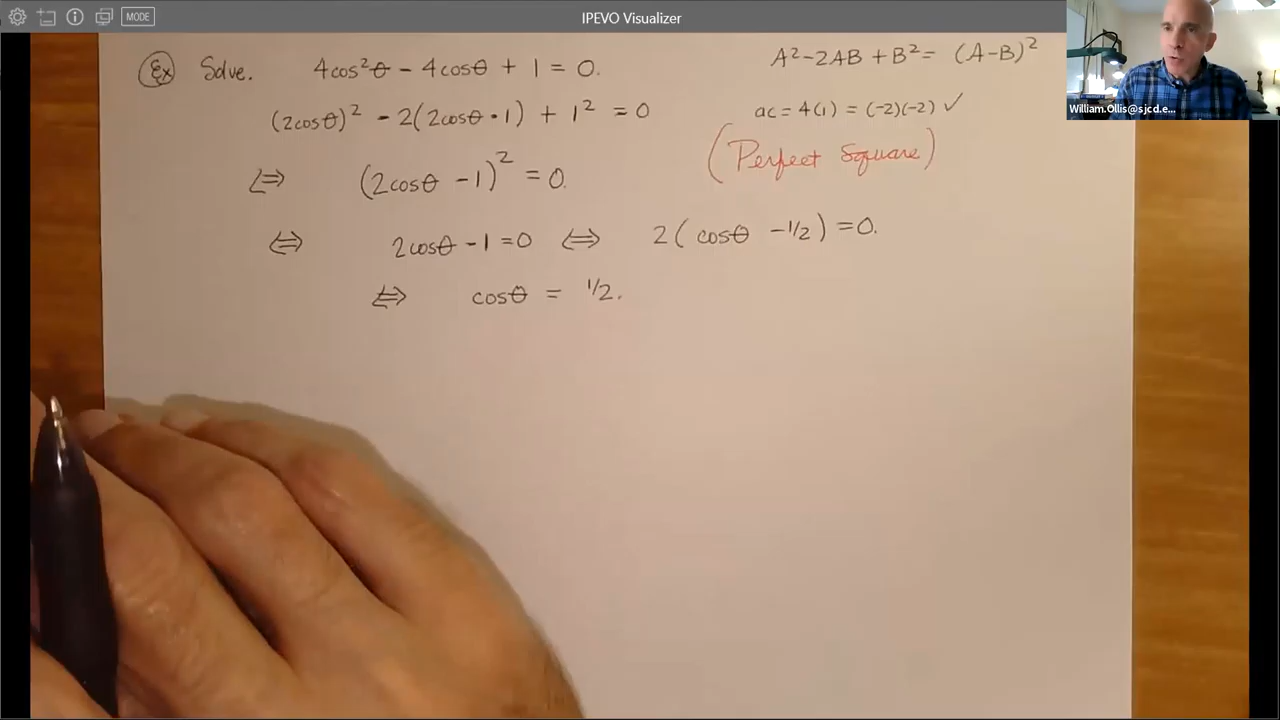 MODE
IPEVO Visualizer
William.Ollis@sjcd.e...
Ex Solve. 4cos²θ - 4cosθ + 1 = 0.
A² - 2AB + B² = (A-B)²
(2cosθ)² - 2(2cosθ·1) + 1² = 0
ac = 4(1) = (-2)(-2) ✓
(Perfect Square)
⇔ (2cosθ - 1)² = 0.
⇔ 2cosθ - 1 = 0 ⇔ 2(cosθ - 1/2) = 0.
⇔ cosθ = 1/2.